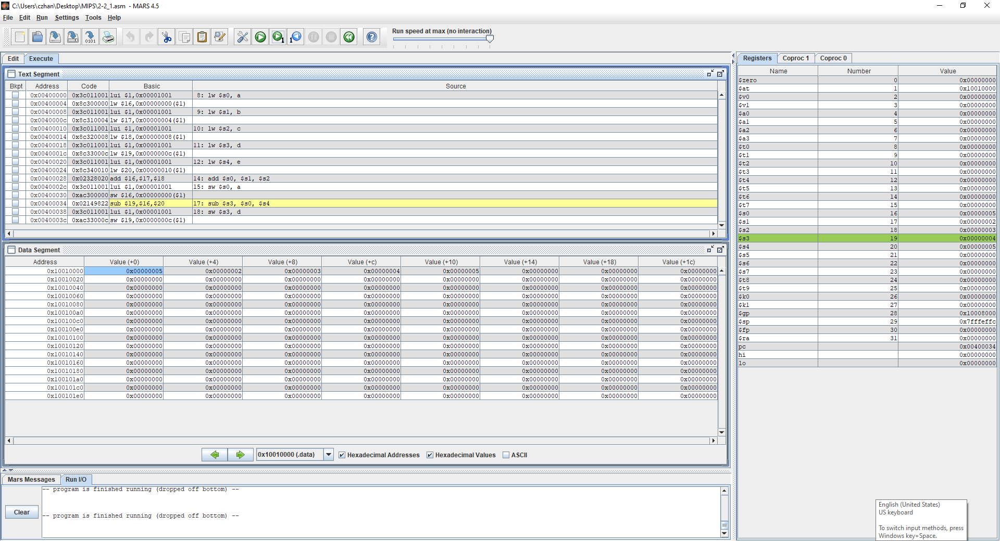 C:\Users\czhan\Desktop\MIPS\2-2_1.asm - MARS 4.5
File Edit Run Settings Tools Help
Run speed at max (no interaction)
Edit Execute
Text Segment
Bkpt Address Code Basic Source
0x00400000 0x3c011001 lui $1,0x00001001 8: lw $s0, a
0x00400004 0x8c300000 lw $16,0x00000000($1)
0x00400008 0x3c011001 lui $1,0x00001001 9: lw $s1, b
0x0040000c 0x8c310004 lw $17,0x00000004($1)
0x00400010 0x3c011001 lui $1,0x00001001 10: lw $s2, c
0x00400014 0x8c320008 lw $18,0x00000008($1)
0x00400018 0x3c011001 lui $1,0x00001001 11: lw $s3, d
0x0040001c 0x8c33000c lw $19,0x0000000c($1)
0x00400020 0x3c011001 lui $1,0x00001001 12: lw $s4, e
0x00400024 0x8c340010 lw $20,0x00000010($1)
0x00400028 0x02328020 add $16,$17,$18 14: add $s0, $s1, $s2
0x0040002c 0x3c011001 lui $1,0x00001001 15: sw $s0, a
0x00400030 0xac300000 sw $16,0x00000000($1)
0x00400034 0x02149822 sub $19,$16,$20 17: sub $s3, $s0, $s4
0x00400038 0x3c011001 lui $1,0x00001001 18: sw $s3, d
0x0040003c 0xac33000c sw $19,0x0000000c($1)
Data Segment
Address Value (+0) Value (+4) Value (+8) Value (+c) Value (+10) Value (+14) Value (+18) Value (+1c)
0x10010000 0x00000005 0x00000002 0x00000003 0x00000004 0x00000005 0x00000000 0x00000000 0x00000000
0x10010020 0x00000000 0x00000000 0x00000000 0x00000000 0x00000000 0x00000000 0x00000000 0x00000000
0x10010040 0x00000000 0x00000000 0x00000000 0x00000000 0x00000000 0x00000000 0x00000000 0x00000000
0x10010060 0x00000000 0x00000000 0x00000000 0x00000000 0x00000000 0x00000000 0x00000000 0x00000000
0x10010080 0x00000000 0x00000000 0x00000000 0x00000000 0x00000000 0x00000000 0x00000000 0x00000000
0x100100a0 0x00000000 0x00000000 0x00000000 0x00000000 0x00000000 0x00000000 0x00000000 0x00000000
0x100100c0 0x00000000 0x00000000 0x00000000 0x00000000 0x00000000 0x00000000 0x00000000 0x00000000
0x100100e0 0x00000000 0x00000000 0x00000000 0x00000000 0x00000000 0x00000000 0x00000000 0x00000000
0x10010100 0x00000000 0x00000000 0x00000000 0x00000000 0x00000000 0x00000000 0x00000000 0x00000000
0x10010120 0x00000000 0x00000000 0x00000000 0x00000000 0x00000000 0x00000000 0x00000000 0x00000000
0x10010140 0x00000000 0x00000000 0x00000000 0x00000000 0x00000000 0x00000000 0x00000000 0x00000000
0x10010160 0x00000000 0x00000000 0x00000000 0x00000000 0x00000000 0x00000000 0x00000000 0x00000000
0x10010180 0x00000000 0x00000000 0x00000000 0x00000000 0x00000000 0x00000000 0x00000000 0x00000000
0x100101a0 0x00000000 0x00000000 0x00000000 0x00000000 0x00000000 0x00000000 0x00000000 0x00000000
0x100101c0 0x00000000 0x00000000 0x00000000 0x00000000 0x00000000 0x00000000 0x00000000 0x00000000
0x100101e0 0x00000000 0x00000000 0x00000000 0x00000000 0x00000000 0x00000000 0x00000000 0x00000000
0x10010000 (.data) Hexadecimal Addresses Hexadecimal Values ASCII
Mars Messages Run I/O
-- program is finished running (dropped off bottom) --
Clear
-- program is finished running (dropped off bottom) --
Registers Coproc 1 Coproc 0
Name Number Value
$zero 0 0x00000000
$at 1 0x10010000
$v0 2 0x00000000
$v1 3 0x00000000
$a0 4 0x00000000
$a1 5 0x00000000
$a2 6 0x00000000
$a3 7 0x00000000
$t0 8 0x00000000
$t1 9 0x00000000
$t2 10 0x00000000
$t3 11 0x00000000
$t4 12 0x00000000
$t5 13 0x00000000
$t6 14 0x00000000
$t7 15 0x00000000
$s0 16 0x00000005
$s1 17 0x00000002
$s2 18 0x00000003
$s3 19 0x00000004
$s4 20 0x00000005
$s5 21 0x00000000
$s6 22 0x00000000
$s7 23 0x00000000
$t8 24 0x00000000
$t9 25 0x00000000
$k0 26 0x00000000
$k1 27 0x00000000
$gp 28 0x10008000
$sp 29 0x7fffeffc
$fp 30 0x00000000
$ra 31 0x00000000
pc 0x00400034
hi 0x00000000
lo 0x00000000
English (United States)
US keyboard
To switch input methods, press
Windows key+Space.